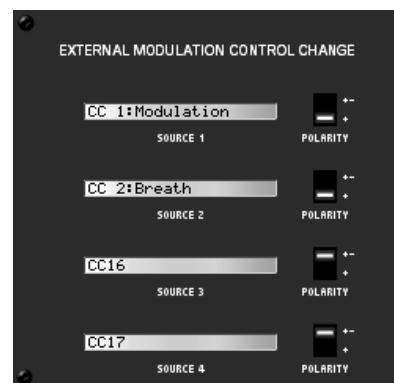 EXTERNAL MODULATION CONTROL CHANGE
CC 1:Modulation
+-
+
SOURCE 1 POLARITY
CC 2:Breath
+-
+
SOURCE 2 POLARITY
CC16
+-
+
SOURCE 3 POLARITY
CC17
+-
+
SOURCE 4 POLARITY